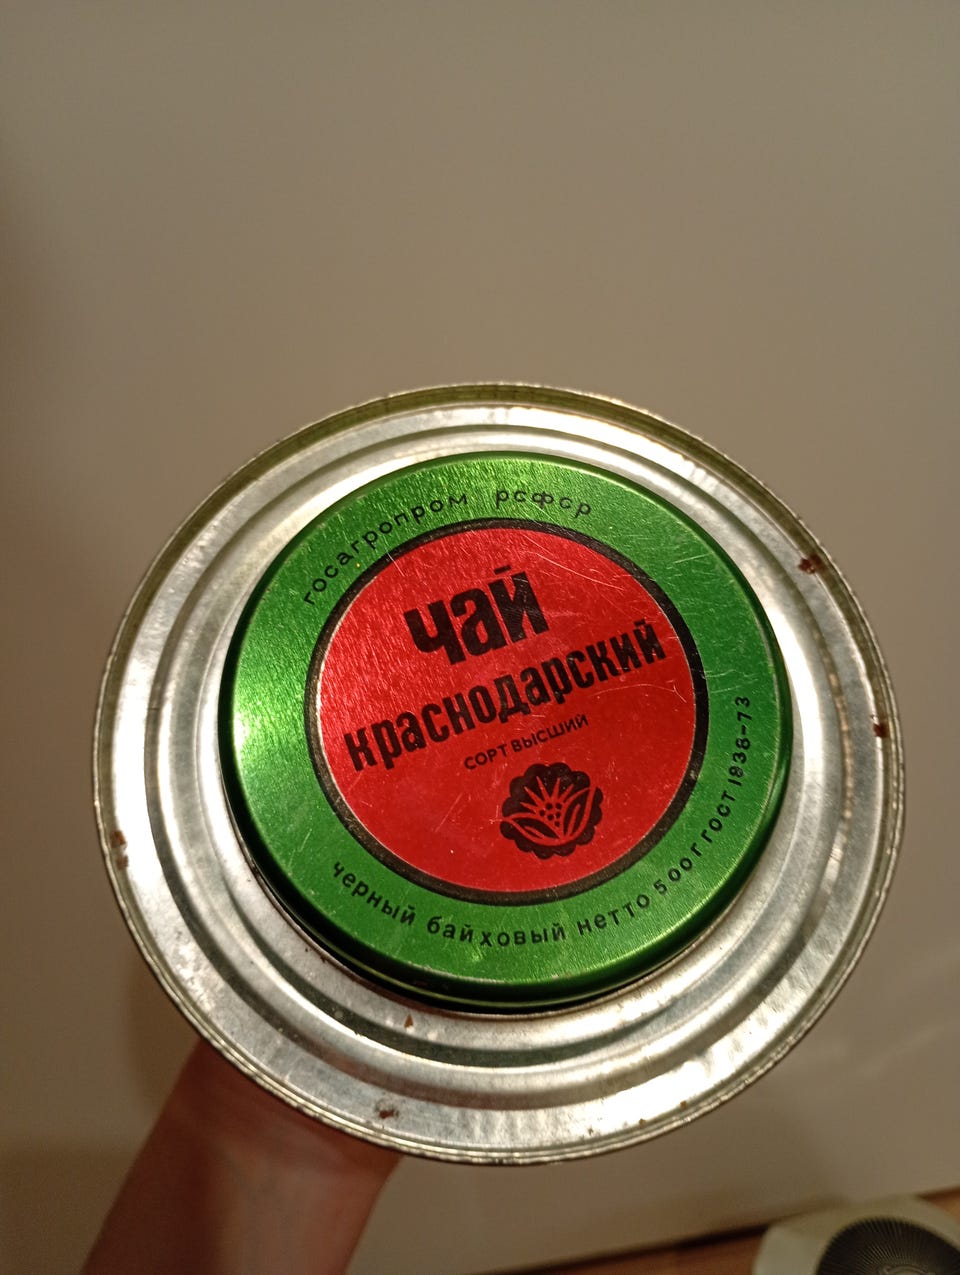 госагропром рсфср
чай
краснодарский
СОРТ ВЫСШИЙ
черный байховый нетто 500г ГОСТ 1938-73